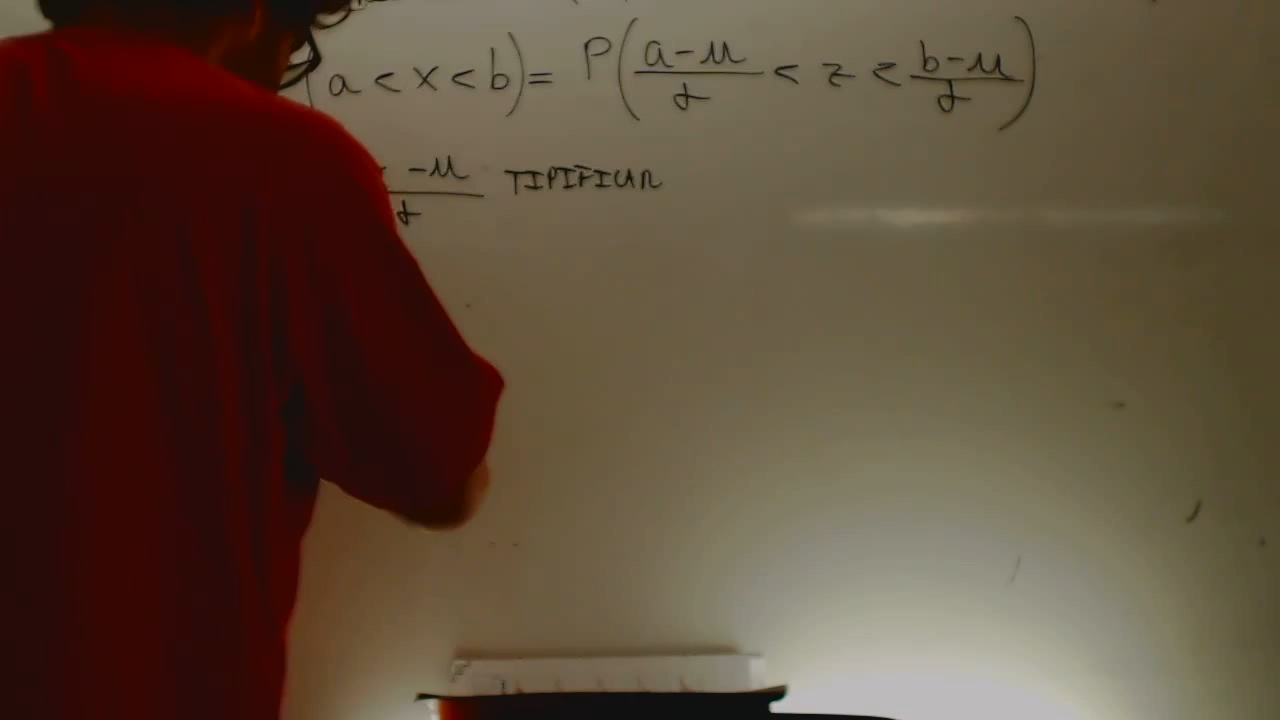 (a < x < b) = P((a-μ)/σ < z < (b-μ)/σ)
-μ/σ TIPIFICAR